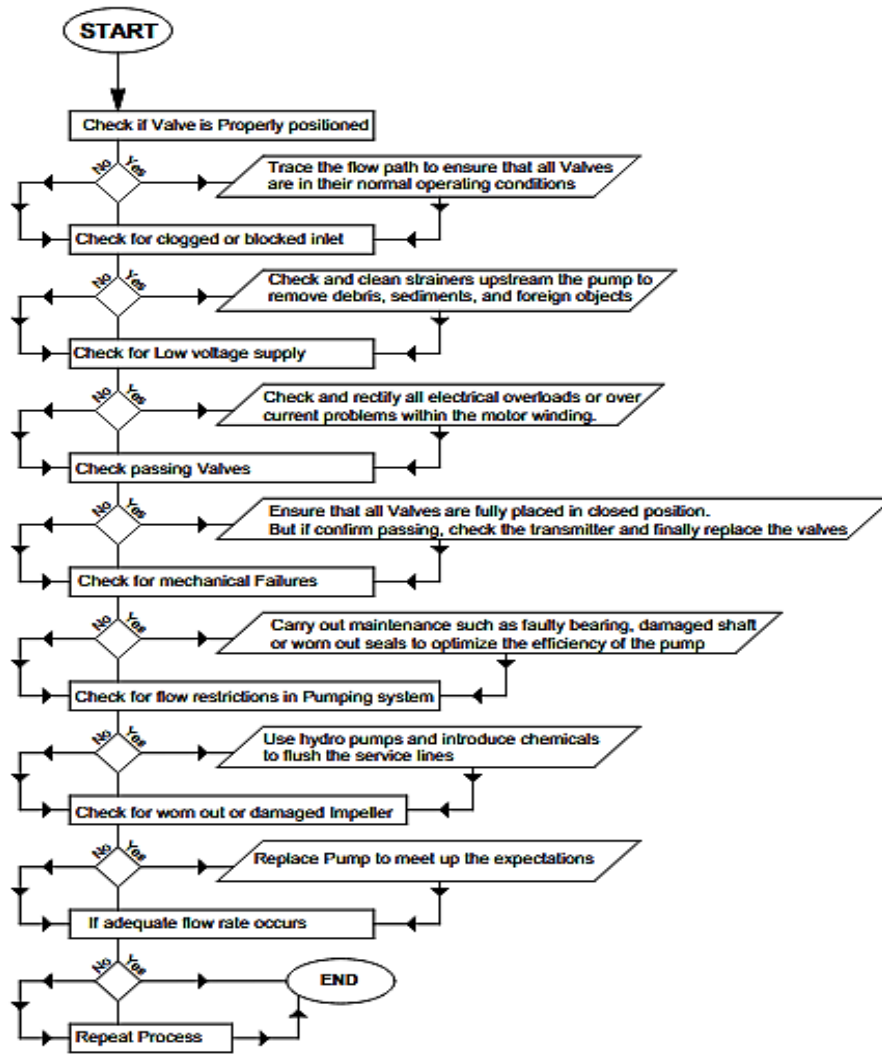 START
Check if Valve is Properly positioned
No Yes
Trace the flow path to ensure that all Valves
are in their normal operating conditions
Check for clogged or blocked inlet
No Yes
Check and clean strainers upstream the pump to
remove debris, sediments, and foreign objects
Check for Low voltage supply
No Yes
Check and rectify all electrical overloads or over
current problems within the motor winding.
Check passing Valves
No Yes
Ensure that all Valves are fully placed in closed position.
But if confirm passing, check the transmitter and finally replace the valves
Check for mechanical Failures
No Yes
Carry out maintenance such as faulty bearing, damaged shaft
or worn out seals to optimize the efficiency of the pump
Check for flow restrictions in Pumping system
No Yes
Use hydro pumps and introduce chemicals
to flush the service lines
Check for worn out or damaged Impeller
No Yes
Replace Pump to meet up the expectations
If adequate flow rate occurs
No Yes
END
Repeat Process